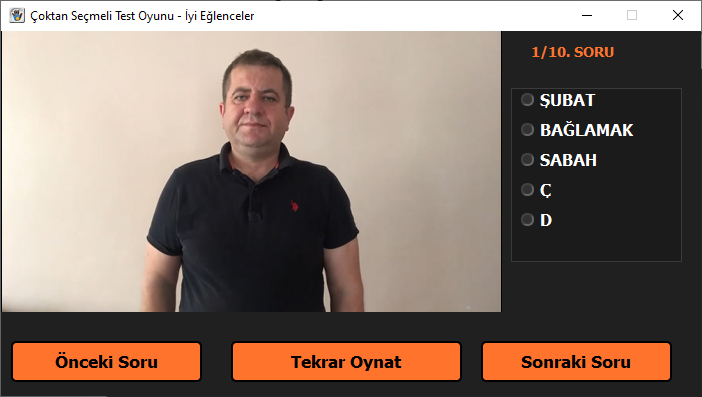 Çoktan Seçmeli Test Oyunu - İyi Eğlenceler
1/10. SORU
ŞUBAT
BAĞLAMAK
SABAH
Ç
D
Önceki Soru
Tekrar Oynat
Sonraki Soru